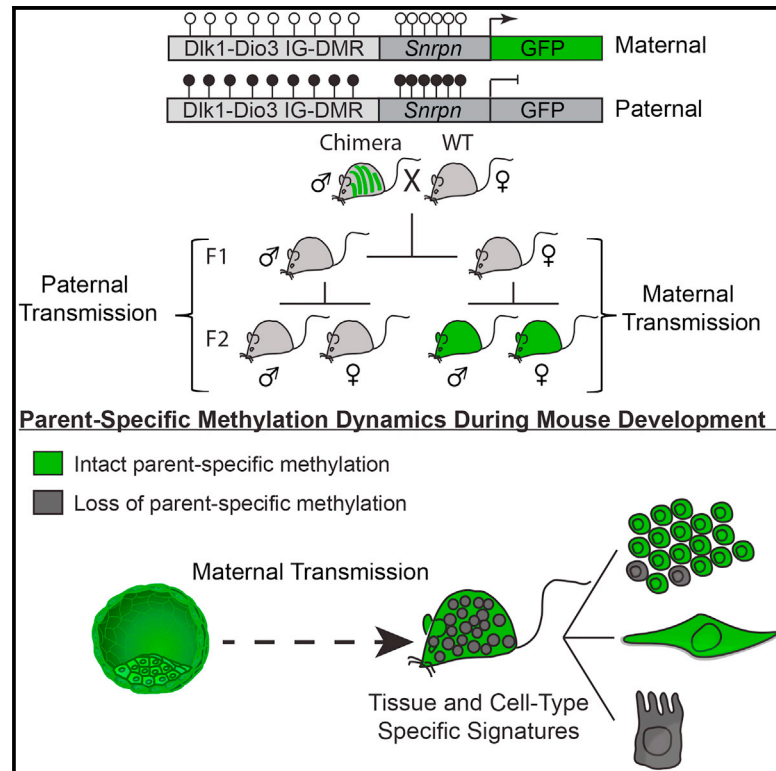 Dlk1-Dio3 IG-DMR Snrpn GFP Maternal
Dlk1-Dio3 IG-DMR Snrpn GFP Paternal
Chimera WT
♂ X ♀
F1 ♂ ♀
Paternal
Transmission
Maternal
Transmission
F2
♂ ♀ ♂ ♀
Parent-Specific Methylation Dynamics During Mouse Development
Intact parent-specific methylation
Loss of parent-specific methylation
Maternal Transmission
Tissue and Cell-Type
Specific Signatures